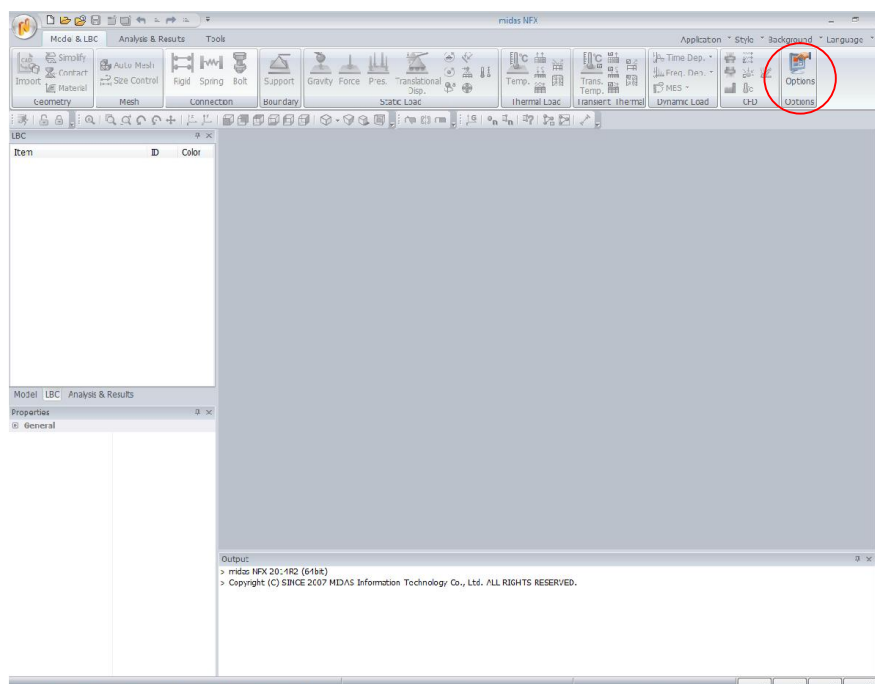 midas NFX
Model & LBC Analysis & Results Tools
Application Style Background Language
Import Simplify Contact Material
Auto Mesh Size Control
Rigid Spring Bolt
Support
Gravity Force Pres. Translational Disp.
°C Temp.
°C Trans. Temp.
Time Dep. Freq. Dep. MES
Options
Geometry Mesh Connection Boundary Static Load Thermal Load Transient Thermal Dynamic Load CFD Options
LBC
Item ID Color
Model LBC Analysis & Results
Properties
General
Output
> midas NFX 2014R2 (64bit)
> Copyright (C) SINCE 2007 MIDAS Information Technology Co., Ltd. ALL RIGHTS RESERVED.